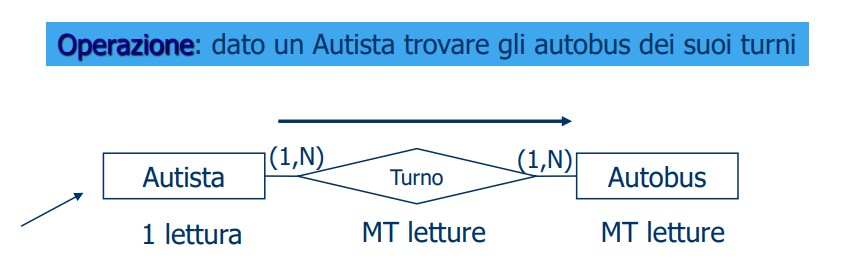 Operazione: dato un Autista trovare gli autobus dei suoi turni
(1,N) (1,N)
Autista Turno Autobus
1 lettura MT letture MT letture